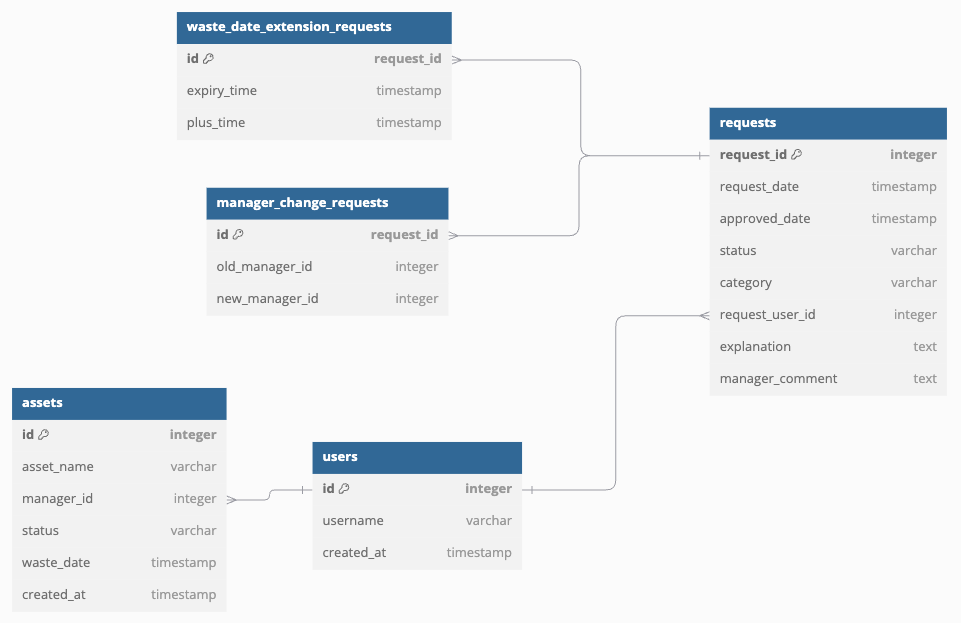 waste_date_extension_requests
id request_id
expiry_time timestamp
plus_time timestamp
requests
request_id integer
request_date timestamp
approved_date timestamp
status varchar
category varchar
request_user_id integer
explanation text
manager_comment text
manager_change_requests
id request_id
old_manager_id integer
new_manager_id integer
assets
id integer
asset_name varchar
manager_id integer
status varchar
waste_date timestamp
created_at timestamp
users
id integer
username varchar
created_at timestamp